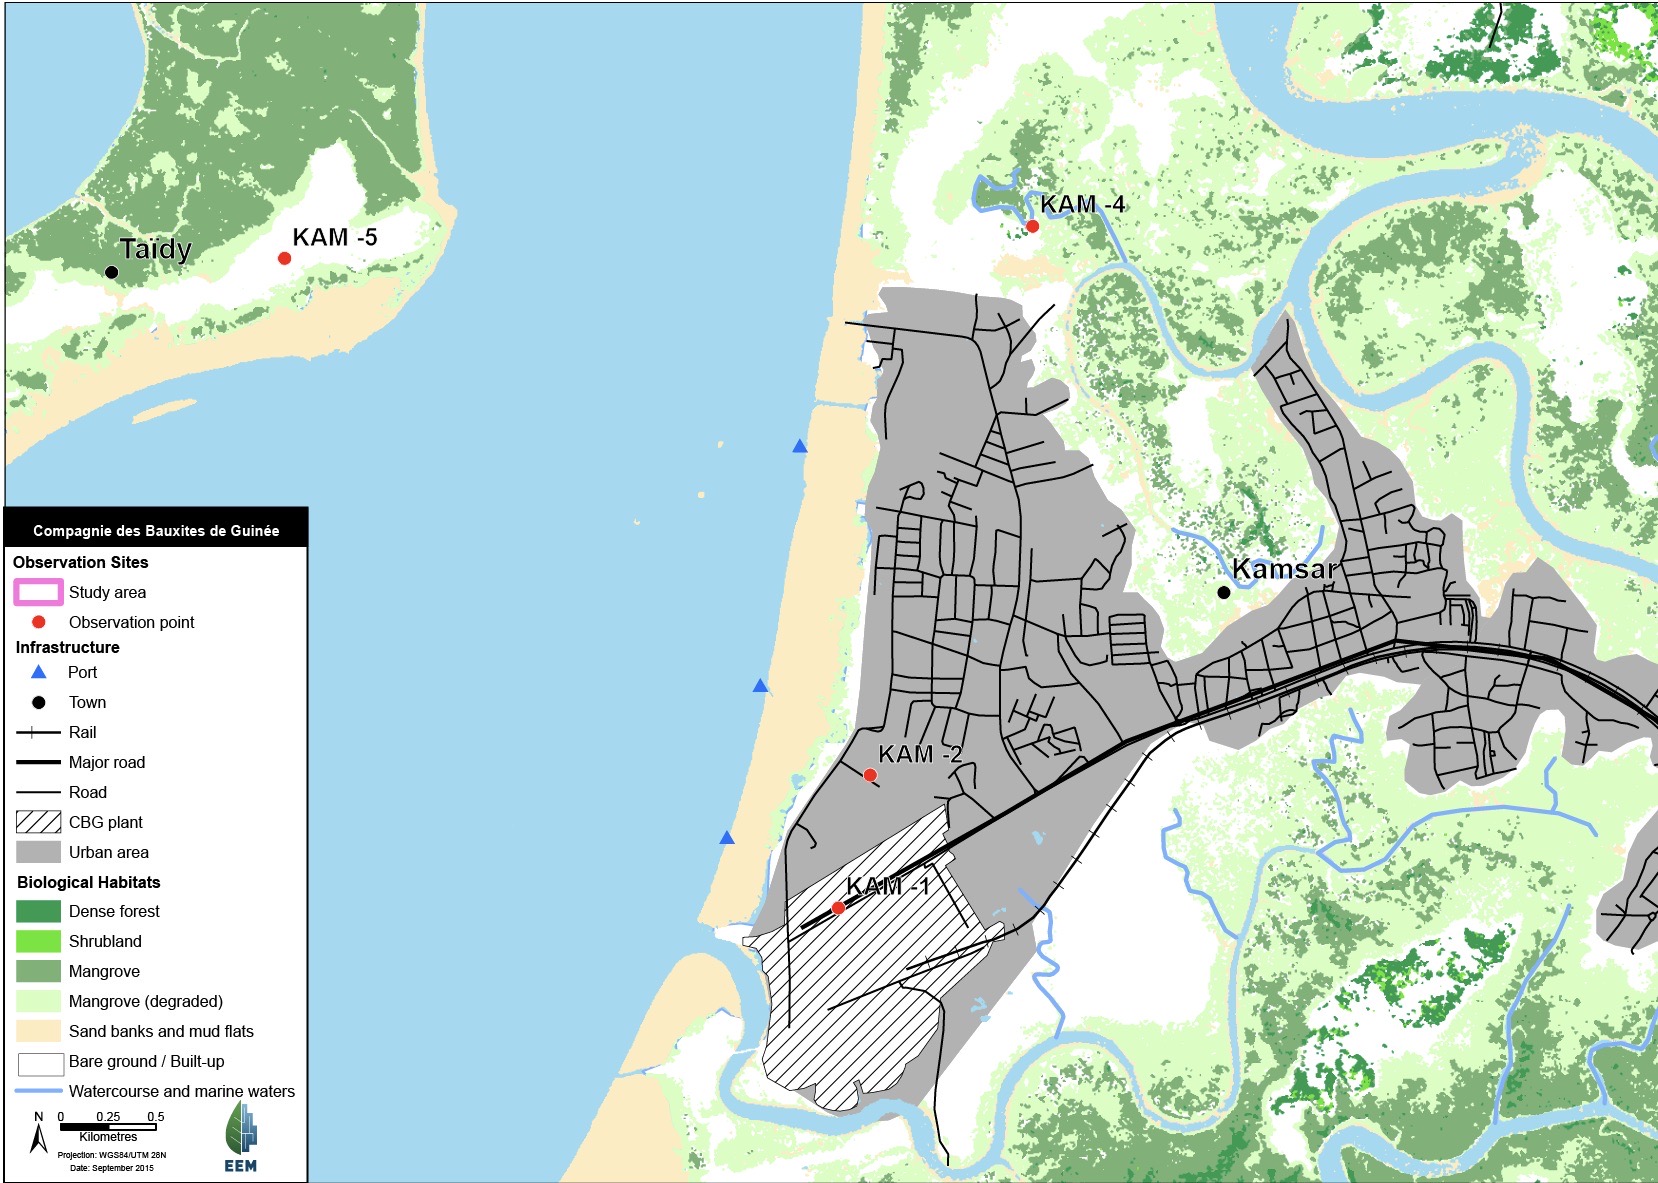 KAM -4
KAM -5
Taïdy
Kamsar
KAM -2
KAM -1
Compagnie des Bauxites de Guinée
Observation Sites
Study area
Observation point
Infrastructure
Port
Town
Rail
Major road
Road
CBG plant
Urban area
Biological Habitats
Dense forest
Shrubland
Mangrove
Mangrove (degraded)
Sand banks and mud flats
Bare ground / Built-up
Watercourse and marine waters
N
0 0.25 0.5
Kilometres
Projection: WGS84/UTM 28N
Date: September 2015
EEM